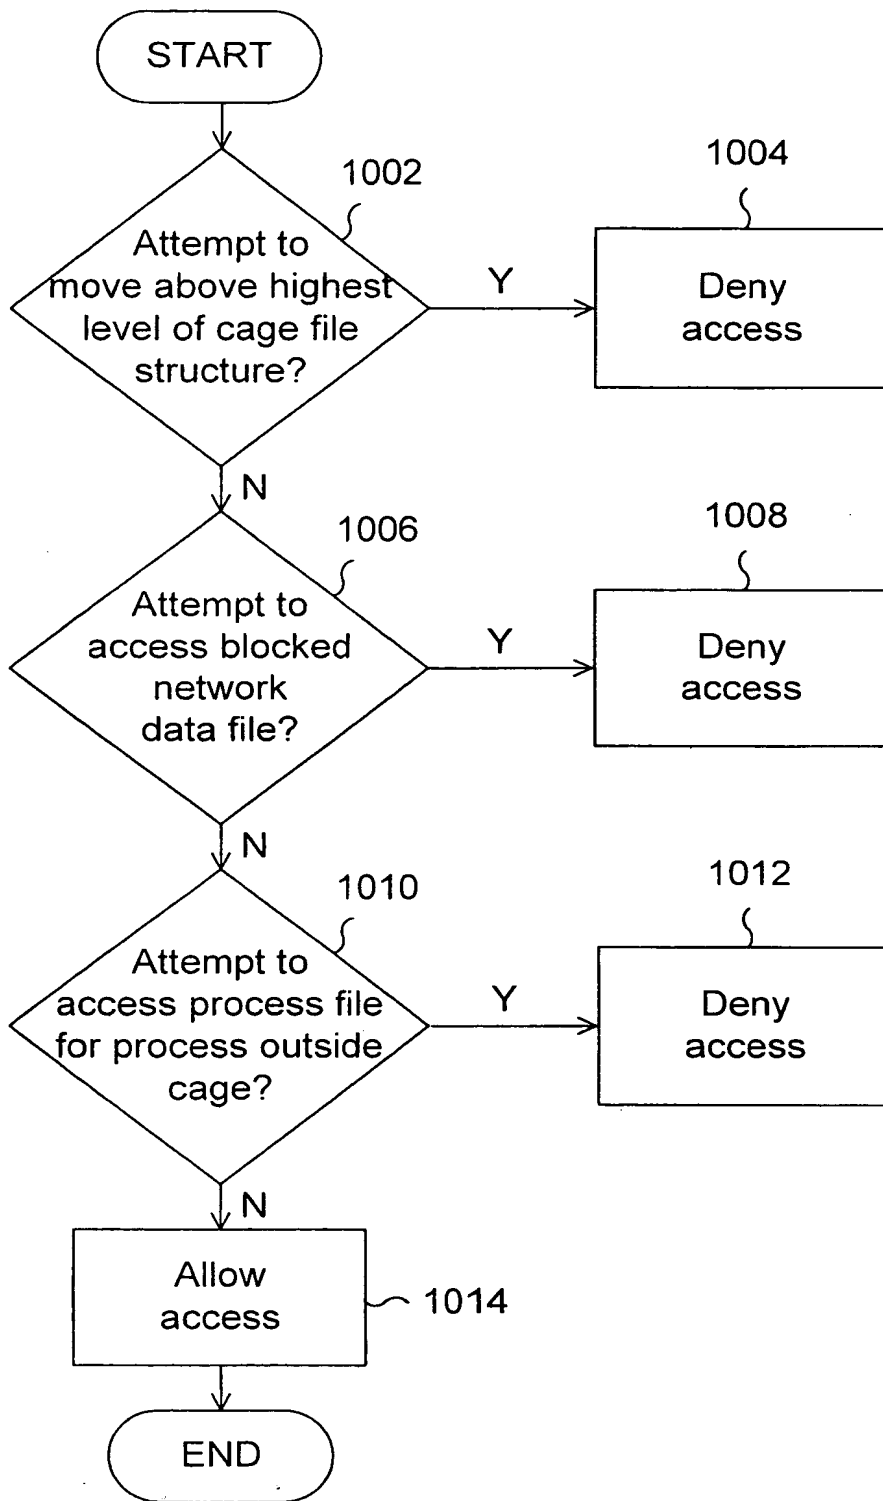 START
1002
Attempt to
move above highest
level of cage file
structure?
Y
1004
Deny
access
N
1006
Attempt to
access blocked
network
data file?
Y
1008
Deny
access
N
1010
Attempt to
access process file
for process outside
cage?
Y
1012
Deny
access
N
Allow
access
1014
END